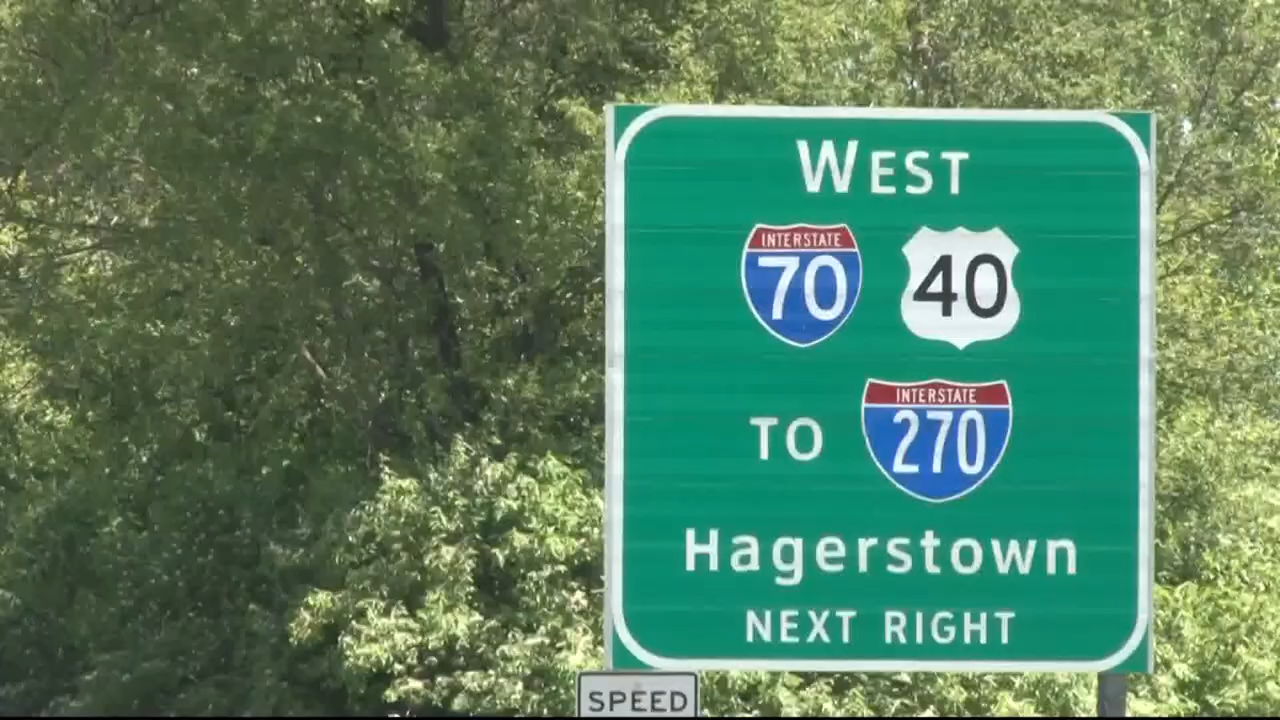 WEST
INTERSTATE 70 40
TO INTERSTATE 270
Hagerstown
NEXT RIGHT
SPEED